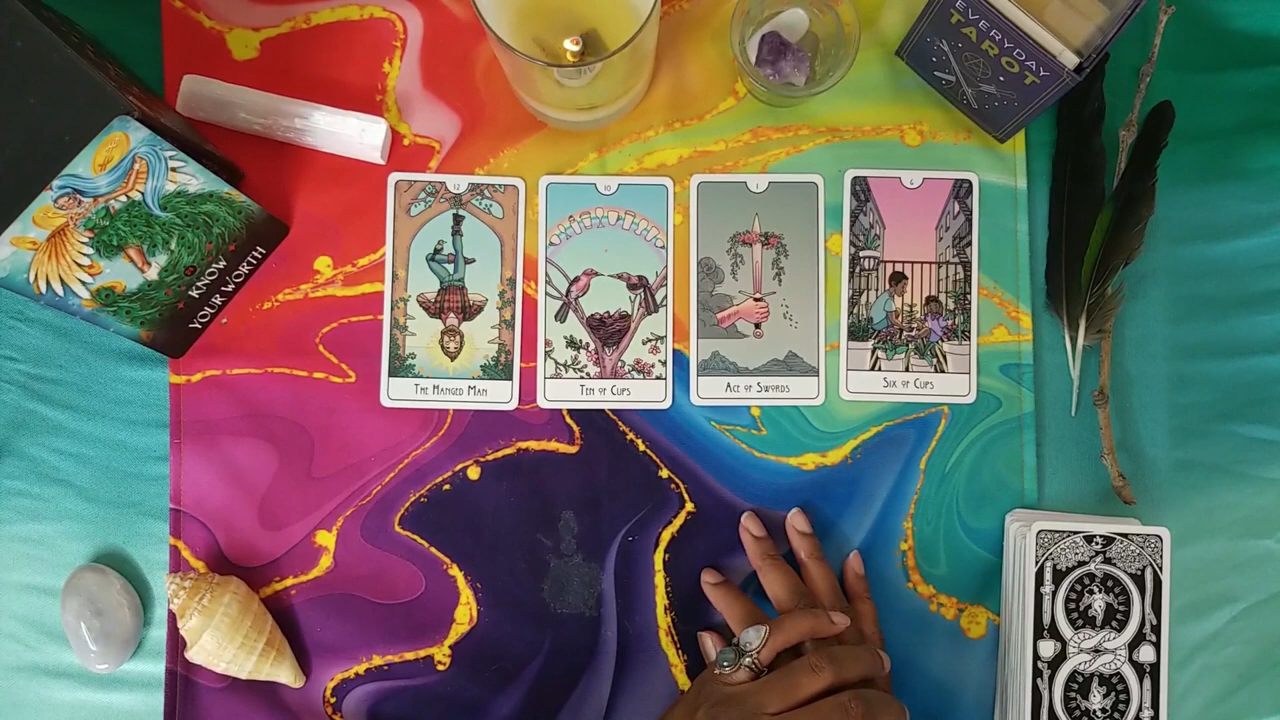 EVERYDAY
TAROT
KNOW
YOUR WORTH
12
THE HANGED MAN
10
TEN OF CUPS
1
ACE OF SWORDS
6
SIX OF CUPS